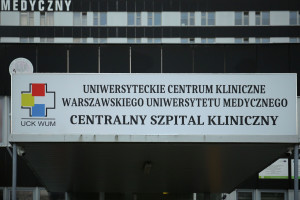 MEDYCZNY
UNIWERSYTECKIE CENTRUM KLINICZNE
WARSZAWSKIEGO UNIWERSYTETU MEDYCZNEGO
CENTRALNY SZPITAL KLINICZNY
UCK WUM